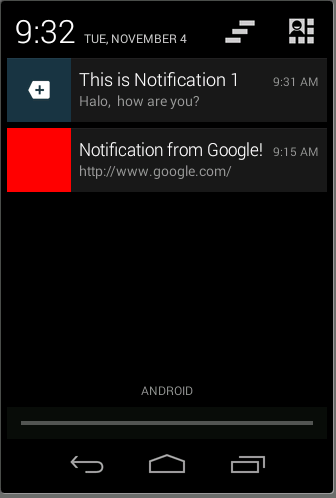 9:32 TUE, NOVEMBER 4
This is Notification 1 9:31 AM
Halo, how are you?
Notification from Google! 9:15 AM
http://www.google.com/
ANDROID